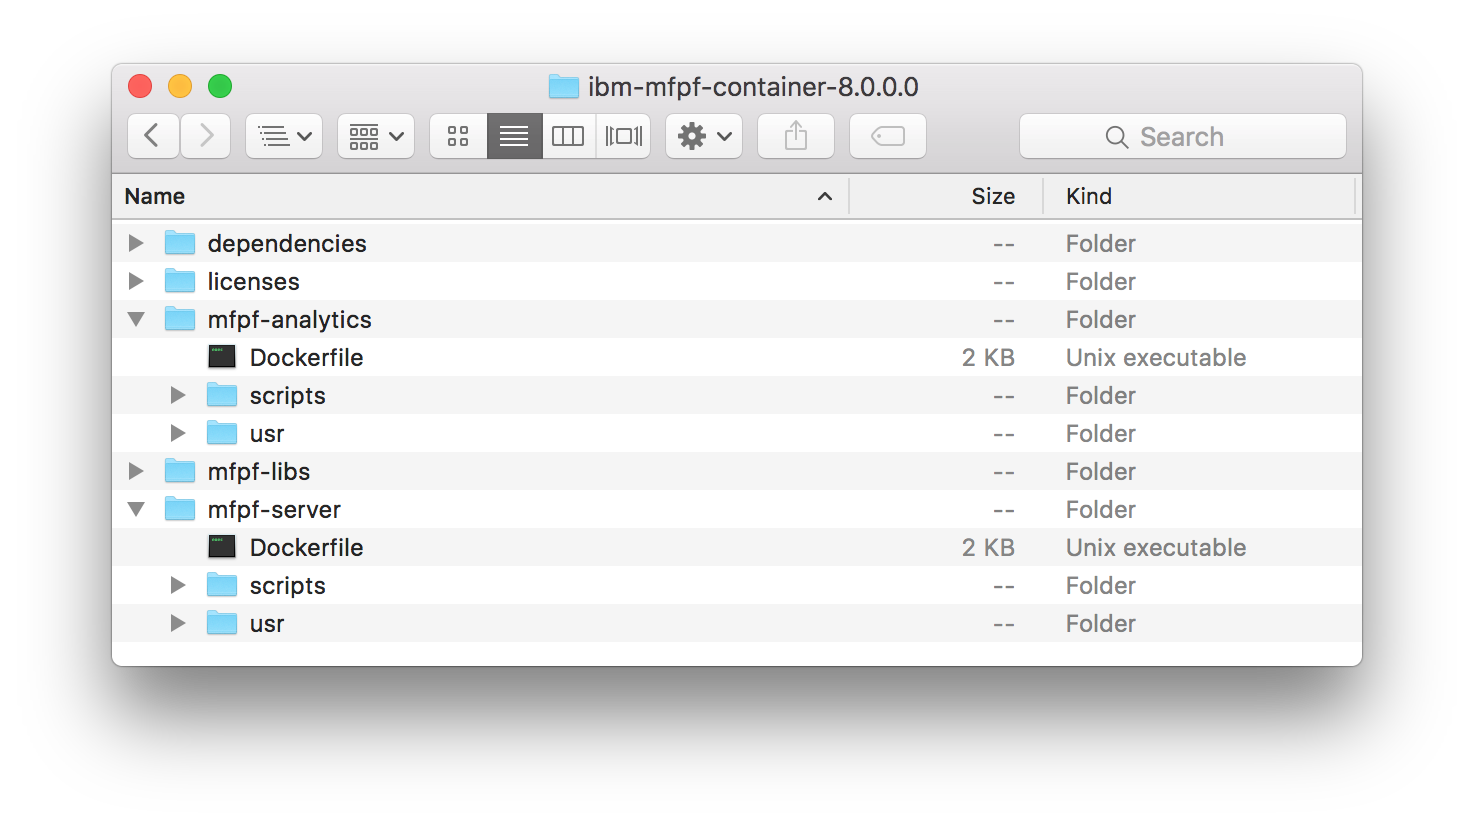 ibm-mfpf-container-8.0.0.0
Search
Name Size Kind
dependencies -- Folder
licenses -- Folder
mfpf-analytics -- Folder
Dockerfile 2 KB Unix executable
scripts -- Folder
usr -- Folder
mfpf-libs -- Folder
mfpf-server -- Folder
Dockerfile 2 KB Unix executable
scripts -- Folder
usr -- Folder